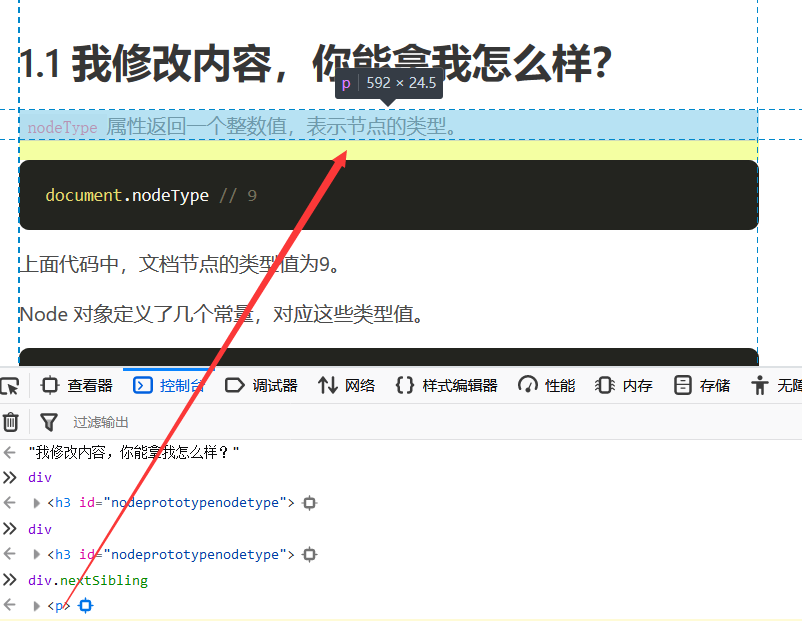 1.1 我修改内容，你能拿我怎么样？
p 592 × 24.5
nodeType 属性返回一个整数值，表示节点的类型。
document.nodeType // 9
上面代码中，文档节点的类型值为9。
Node 对象定义了几个常量，对应这些类型值。
查看器 控制台 调试器 网络 样式编辑器 性能 内存 存储 无障
过滤输出
"我修改内容，你能拿我怎么样？"
div
<h3 id="nodeprototypenodetype">
div
<h3 id="nodeprototypenodetype">
div.nextSibling
<p>